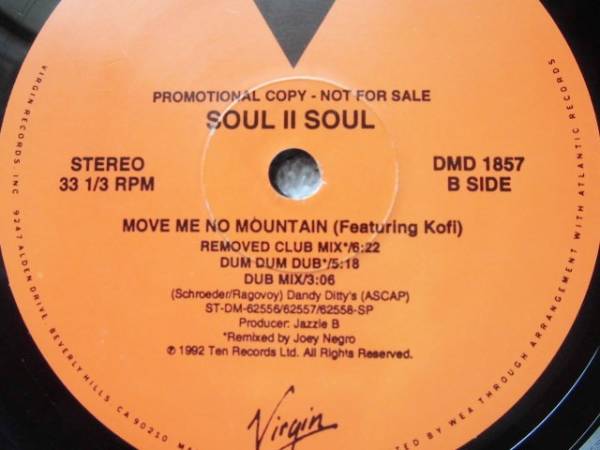 PROMOTIONAL COPY - NOT FOR SALE
SOUL II SOUL
STEREO
33 1/3 RPM
DMD 1857
B SIDE
MOVE ME NO MOUNTAIN (Featuring Kofi)
REMOVED CLUB MIX*/6:22
DUM DUM DUB*/5:18
DUB MIX/3:06
(Schroeder/Ragovoy) Dandy Ditty's (ASCAP)
ST-DM-62556/62557/62558-SP
Producer: Jazzie B
*Remixed by Joey Negro
℗ 1992 Ten Records Ltd. All Rights Reserved.
Virgin
VIRGIN RECORDS INC 9247 ALDEN DRIVE BEVERLY HILLS CA 90210
BY WEA THROUGH ARRANGEMENT WITH ATLANTIC RECORDS